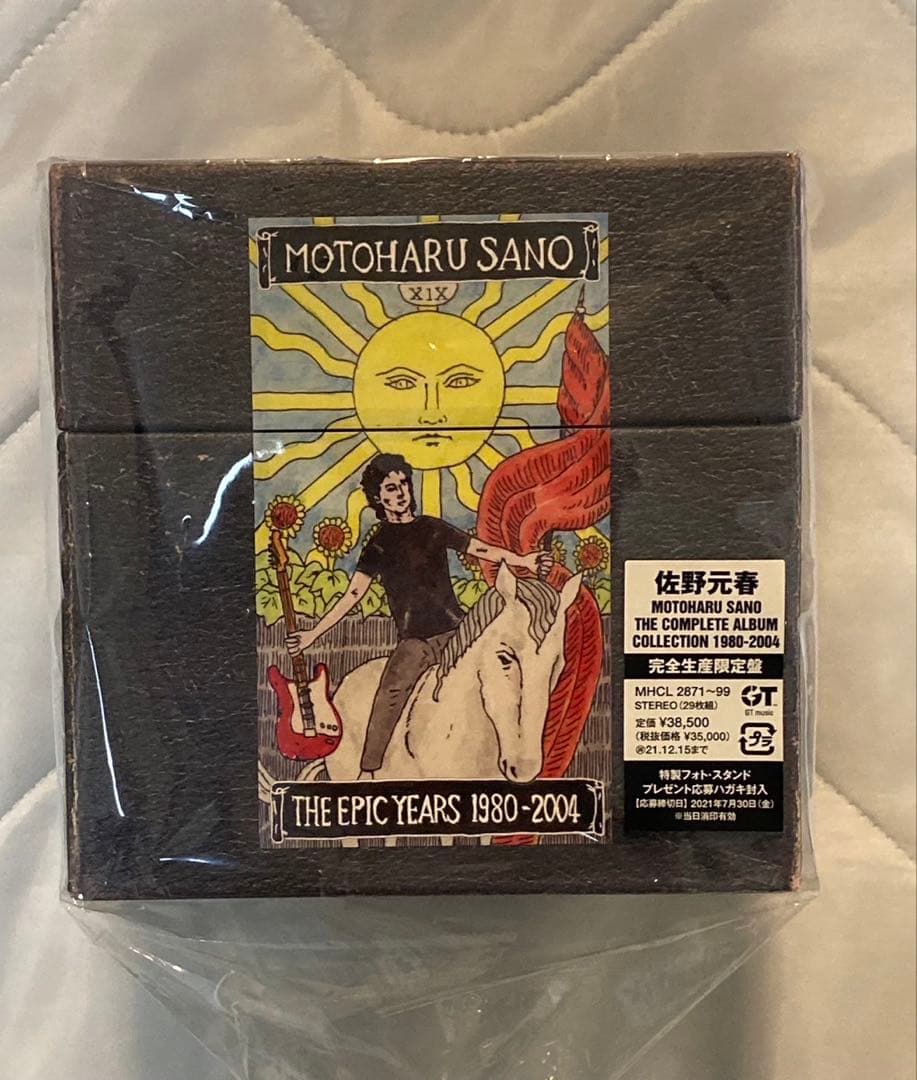 MOTOHARU SANO
XIX
THE EPIC YEARS 1980-2004
佐野元春
MOTOHARU SANO
THE COMPLETE ALBUM
COLLECTION 1980-2004
完全生産限定盤
MHCL 2871~99
STEREO (29枚組)
定価 ¥38,500
(税抜価格 ¥35,000)
㋹21.12.15まで
GT
GT music
プラ
特製フォト・スタンド
プレゼント応募ハガキ封入
【応募締切日】2021年7月30日(金)
※当日消印有効